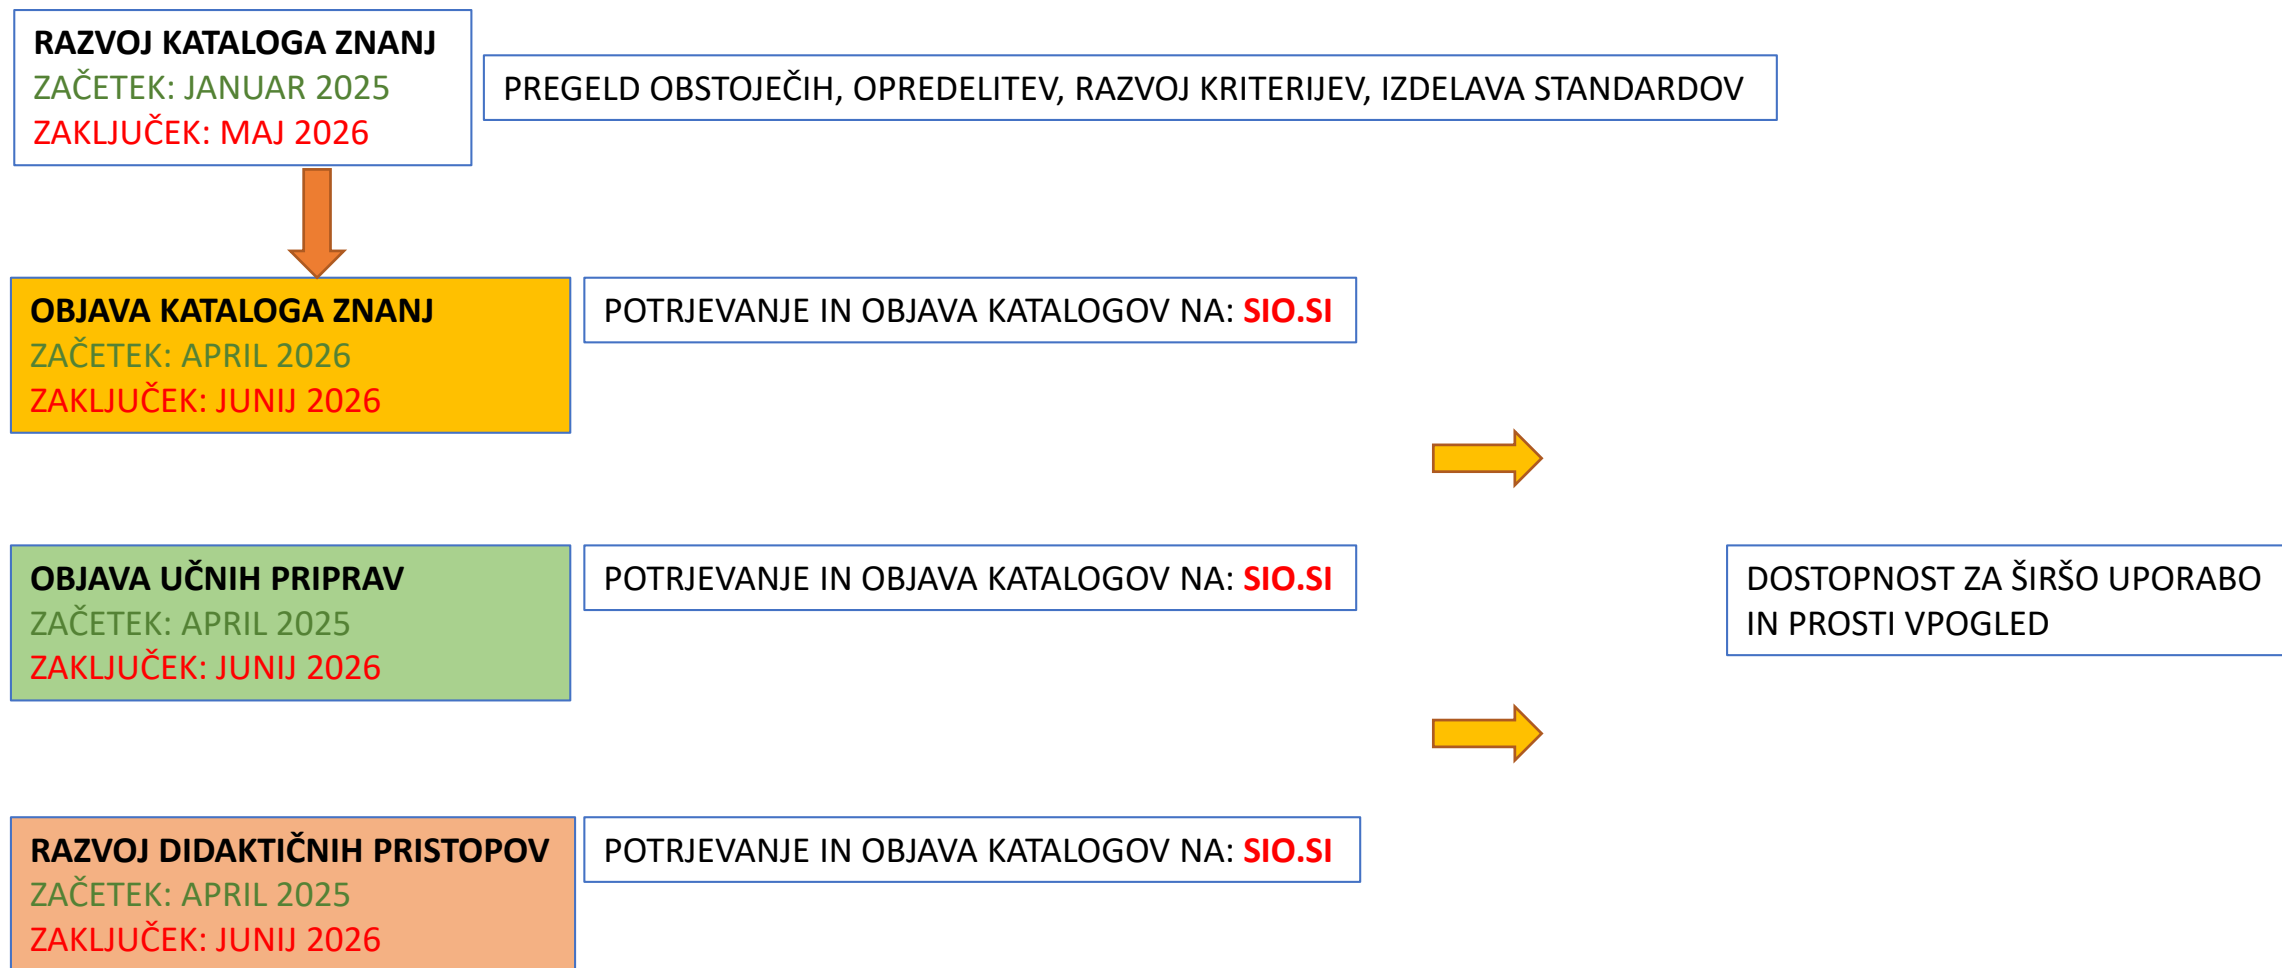 RAZVOJ KATALOGA ZNANJ
ZAČETEK: JANUAR 2025
ZAKLJUČEK: MAJ 2026
PREGELD OBSTOJEČIH, OPREDELITEV, RAZVOJ KRITERIJEV, IZDELAVA STANDARDOV
OBJAVA KATALOGA ZNANJ
ZAČETEK: APRIL 2026
ZAKLJUČEK: JUNIJ 2026
POTRJEVANJE IN OBJAVA KATALOGOV NA: SIO.SI
OBJAVA UČNIH PRIPRAV
ZAČETEK: APRIL 2025
ZAKLJUČEK: JUNIJ 2026
POTRJEVANJE IN OBJAVA KATALOGOV NA: SIO.SI
DOSTOPNOST ZA ŠIRŠO UPORABO
IN PROSTI VPOGLED
RAZVOJ DIDAKTIČNIH PRISTOPOV
ZAČETEK: APRIL 2025
ZAKLJUČEK: JUNIJ 2026
POTRJEVANJE IN OBJAVA KATALOGOV NA: SIO.SI